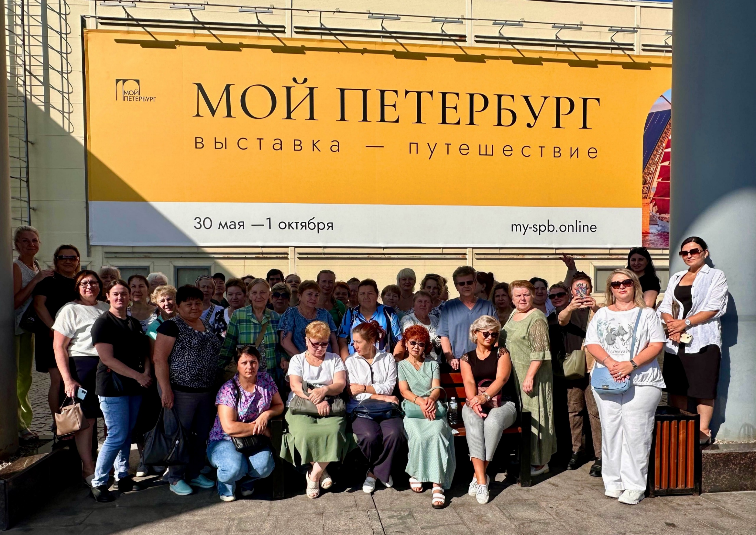 МОЙ
ПЕТЕРБУРГ
МОЙ ПЕТЕРБУРГ
выставка — путешествие
30 мая —1 октября
my-spb.online